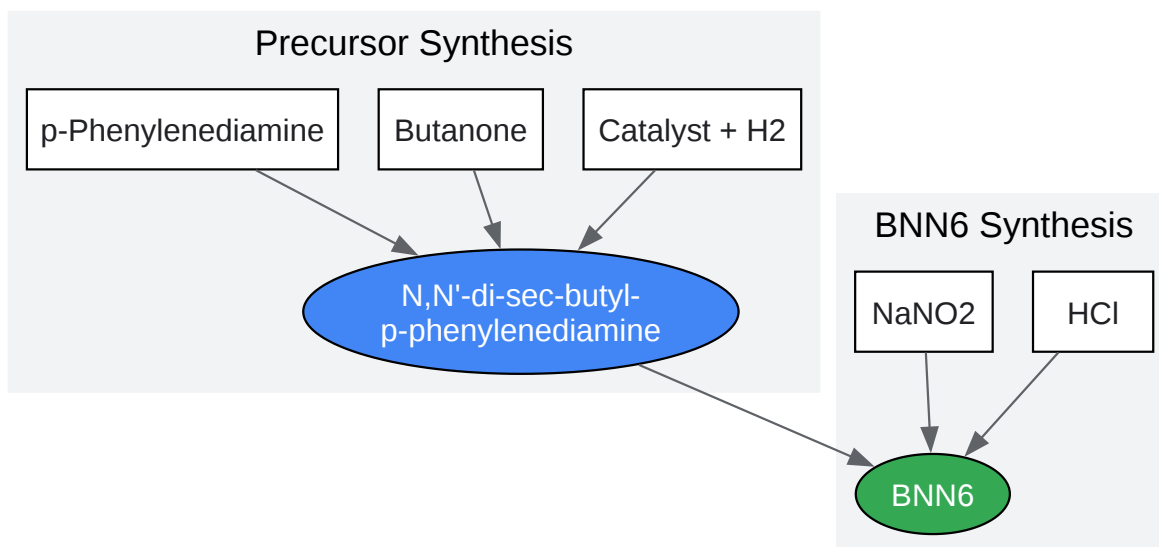 Precursor Synthesis
p-Phenylenediamine
Butanone
Catalyst + H2
N,N'-di-sec-butyl-
p-phenylenediamine
BNN6 Synthesis
NaNO2
HCl
BNN6